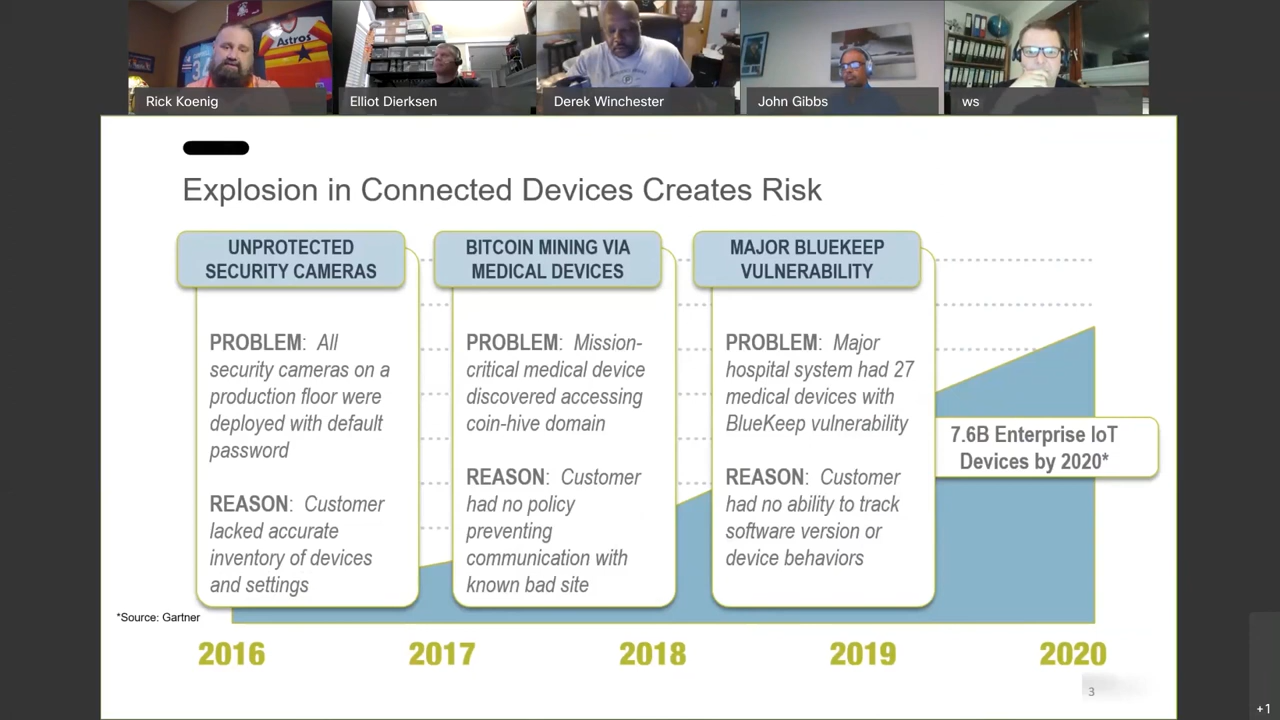 Astros
Rick Koenig
Elliot Dierksen
Derek Winchester
John Gibbs
ws
Explosion in Connected Devices Creates Risk
UNPROTECTED
SECURITY CAMERAS
PROBLEM: All
security cameras on a
production floor were
deployed with default
password
REASON: Customer
lacked accurate
inventory of devices
and settings
BITCOIN MINING VIA
MEDICAL DEVICES
PROBLEM: Mission-
critical medical device
discovered accessing
coin-hive domain
REASON: Customer
had no policy
preventing
communication with
known bad site
MAJOR BLUEKEEP
VULNERABILITY
PROBLEM: Major
hospital system had 27
medical devices with
BlueKeep vulnerability
REASON: Customer
had no ability to track
software version or
device behaviors
7.6B Enterprise IoT
Devices by 2020*
*Source: Gartner
2016
2017
2018
2019
2020
3
+1